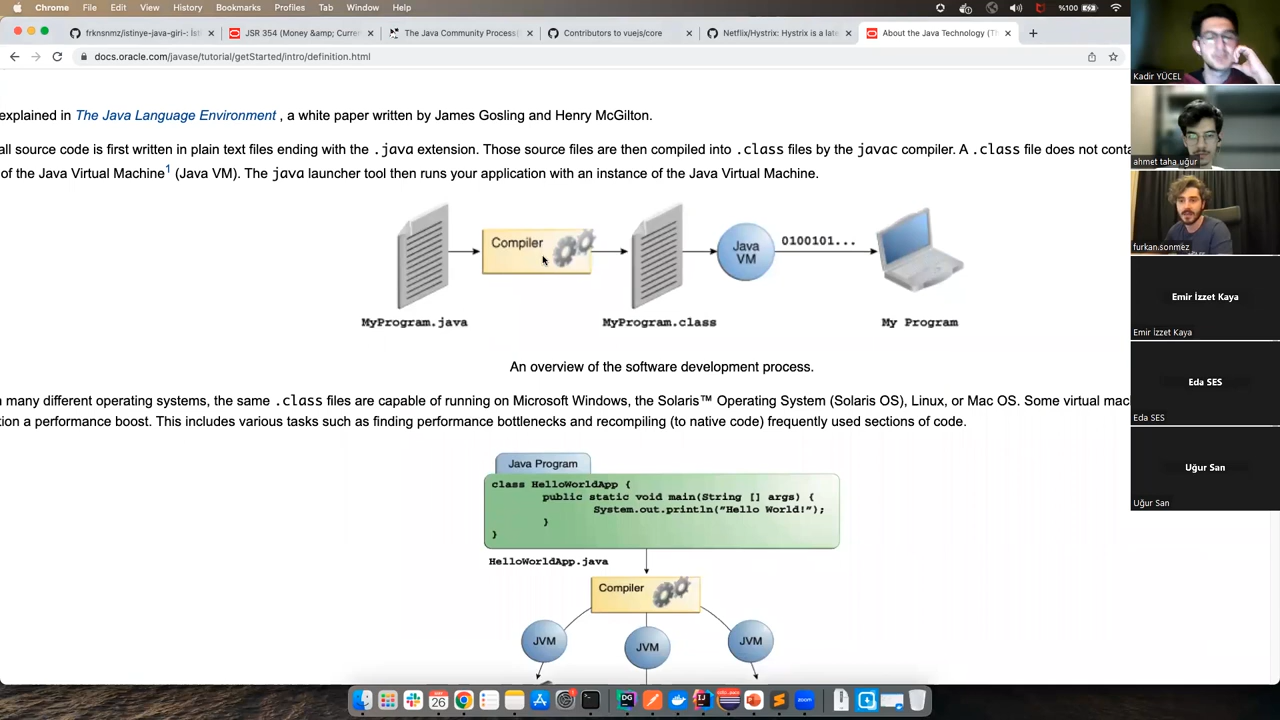 Chrome File Edit View History Bookmarks Profiles Tab Window Help %100
frknsnmz/istinye-java-giri-: İst
JSR 354 (Money &amp; Curre
The Java Community Process(
Contributors to vuejs/core
Netflix/Hystrix: Hystrix is a late
About the Java Technology (T
docs.oracle.com/javase/tutorial/getStarted/intro/definition.html
explained in The Java Language Environment , a white paper written by James Gosling and Henry McGilton.
all source code is first written in plain text files ending with the .java extension. Those source files are then compiled into .class files by the javac compiler. A .class file does not conta
of the Java Virtual Machine1 (Java VM). The java launcher tool then runs your application with an instance of the Java Virtual Machine.
Compiler
Java
VM
0100101...
MyProgram.java
MyProgram.class
My Program
An overview of the software development process.
many different operating systems, the same .class files are capable of running on Microsoft Windows, the Solaris™ Operating System (Solaris OS), Linux, or Mac OS. Some virtual mac
tion a performance boost. This includes various tasks such as finding performance bottlenecks and recompiling (to native code) frequently used sections of code.
Java Program
class HelloWorldApp {
public static void main(String [] args) {
System.out.println("Hello World!");
}
}
HelloWorldApp.java
Compiler
JVM
JVM
JVM
Kadir YÜCEL
ahmet taha uğur
furkan.sonmez
Emir İzzet Kaya
Emir İzzet Kaya
Eda SES
Eda SES
Uğur San
Uğur San
26
DG
IJ
zoom